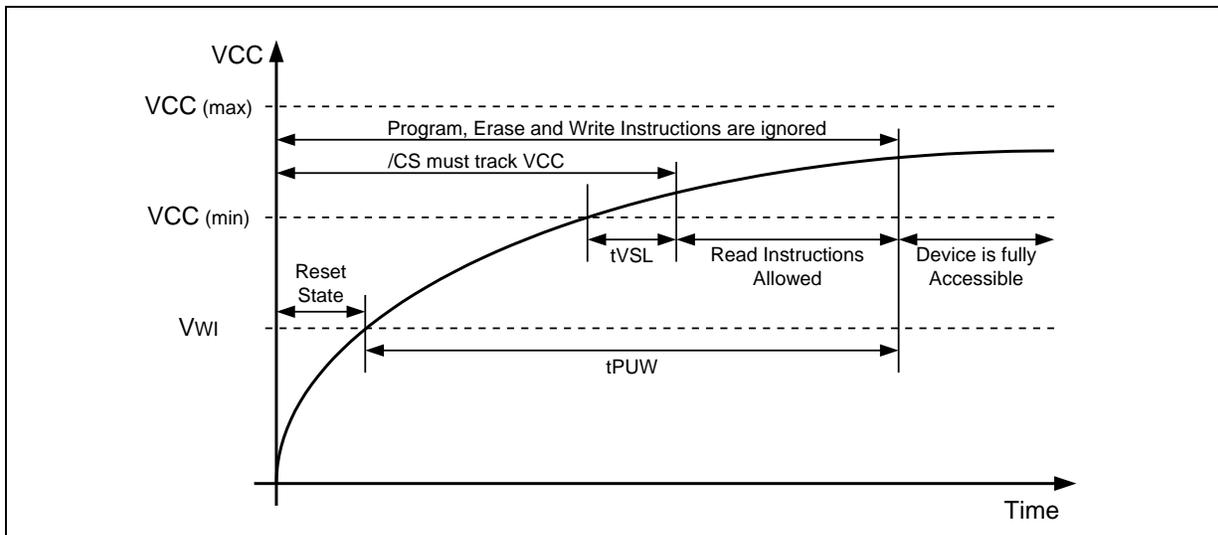 VCC
VCC (max)
Program, Erase and Write Instructions are ignored
/CS must track VCC
VCC (min)
tVSL
Read Instructions
Allowed
Device is fully
Accessible
Reset
State
VWI
tPUW
Time